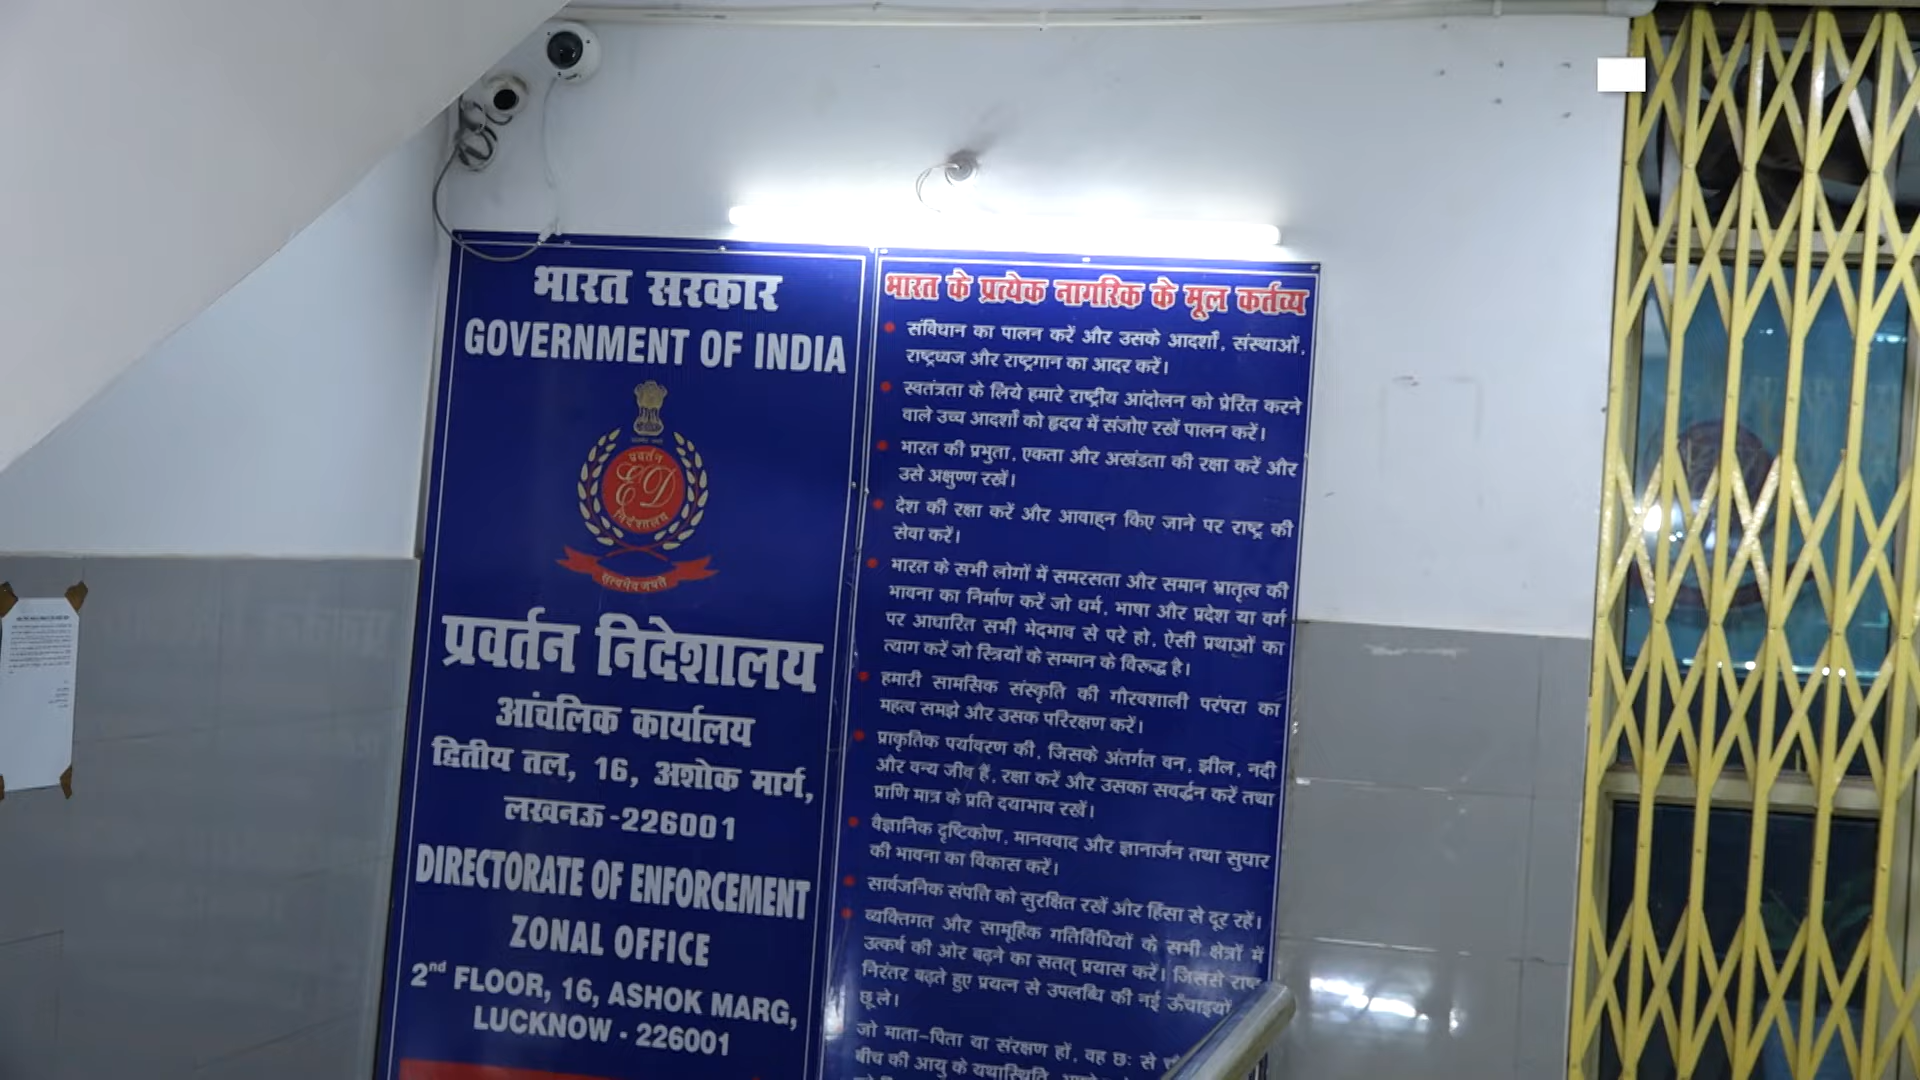 भारत सरकार
GOVERNMENT OF INDIA
प्रवर्तन
ED
निदेशालय
सत्यमेव जयते
प्रवर्तन निदेशालय
आंचलिक कार्यालय
द्वितीय तल, 16, अशोक मार्ग,
लखनऊ -226001
DIRECTORATE OF ENFORCEMENT
ZONAL OFFICE
2nd FLOOR, 16, ASHOK MARG,
LUCKNOW - 226001
भारत के प्रत्येक नागरिक के मूल कर्तव्य
संविधान का पालन करें और उसके आदर्शों, संस्थाओं,
राष्ट्रध्वज और राष्ट्रगान का आदर करें।
स्वतंत्रता के लिये हमारे राष्ट्रीय आंदोलन को प्रेरित करने
वाले उच्च आदर्शों को हृदय में संजोए रखें पालन करें।
भारत की प्रभुता, एकता और अखंडता की रक्षा करें और
उसे अक्षुण्ण रखें।
देश की रक्षा करें और आवाह्न किए जाने पर राष्ट्र की
सेवा करें।
भारत के सभी लोगों में समरसता और समान भ्रातृत्व की
भावना का निर्माण करें जो धर्म, भाषा और प्रदेश या वर्ग
पर आधारित सभी भेदभाव से परे हो, ऐसी प्रथाओं का
त्याग करें जो स्त्रियों के सम्मान के विरूद्ध है।
हमारी सामसिक संस्कृति की गौरवशाली परंपरा का
महत्व समझे और उसक परिरक्षण करें।
प्राकृतिक पर्यावरण की, जिसके अंतर्गत वन, झील, नदी
और वन्य जीव हैं, रक्षा करें और उसका सवर्द्धन करें तथा
प्राणि मात्र के प्रति दयाभाव रखें।
वैज्ञानिक दृष्टिकोण, मानववाद और ज्ञानार्जन तथा सुधार
की भावना का विकास करें।
सार्वजनिक संपत्ति को सुरक्षित रखें और हिंसा से दूर रहें।
व्यक्तिगत और सामूहिक गतिविधियों के सभी क्षेत्रों में
उत्कर्ष की ओर बढ़ने का सतत् प्रयास करें। जिससे
निरंतर बढ़ते हुए प्रयत्न से उपलब्धि की नई ऊँचाइयों
छू ले।
जो माता-पिता या संरक्षण हों, वह छः से
बीच की आयु के यथास्थिति,